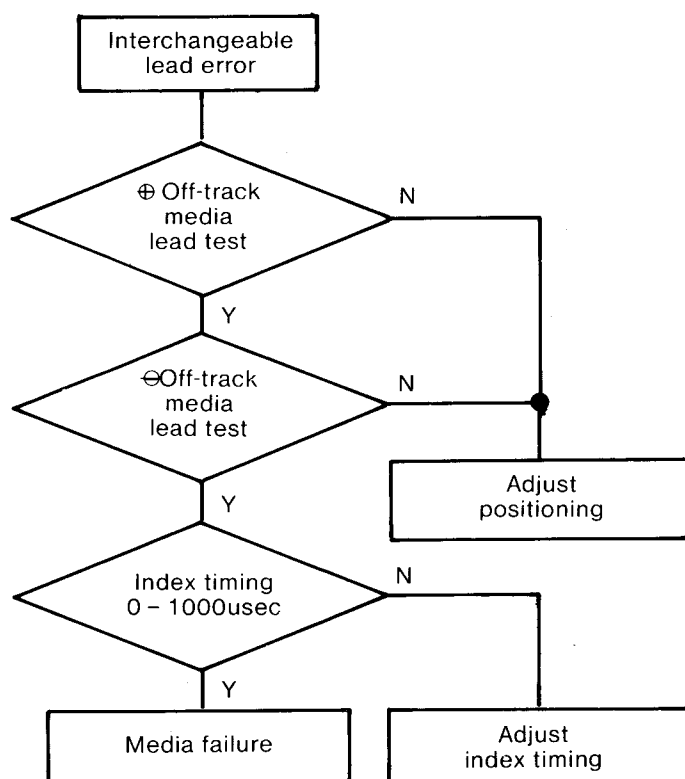 Interchangeable
lead error
⊕ Off-track
media
lead test
N
Y
⊖Off-track
media
lead test
N
Y
Adjust
positioning
Index timing
0 – 1000usec
N
Y
Media failure
Adjust
index timing